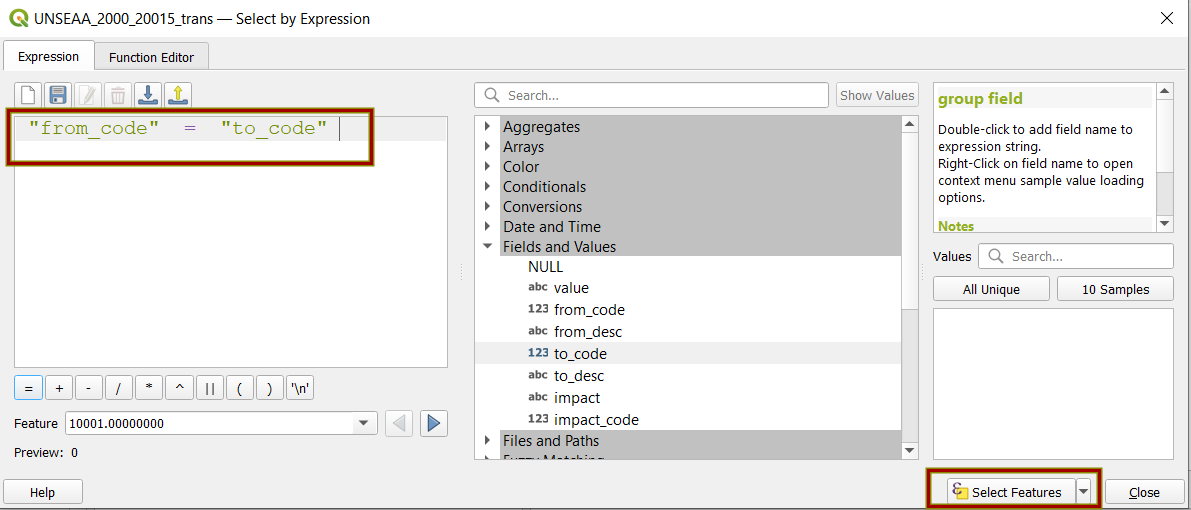 UNSEAA_2000_20015_trans — Select by Expression
Expression
Function Editor
"from_code" = "to_code"
= + - / * ^ || ( ) '\n'
Feature 10001.00000000
Preview: 0
Help
Search...
Show Values
Aggregates
Arrays
Color
Conditionals
Conversions
Date and Time
Fields and Values
NULL
abc value
123 from_code
abc from_desc
123 to_code
abc to_desc
abc impact
123 impact_code
Files and Paths
Fuzzy Matching
group field
Double-click to add field name to
expression string.
Right-Click on field name to open
context menu sample value loading
options.
Notes
Values Search...
All Unique
10 Samples
Select Features
Close